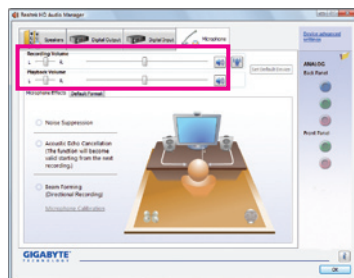 Realtek HD Audio Manager
Speakers
Digital Output
Digital Input
Microphone
Device advanced
settings
Recording Volume
L
R
Set Default Device
Playback Volume
L
R
ANALOG
Back Panel
Microphone Effects
Default Format
Noise Suppression
Acoustic Echo Cancellation
(The function will become
valid starting from the next
recording.)
Front Panel
Beam Forming
(Directional Recording)
Microphone Calibration
GIGABYTE
TECHNOLOGY
i
OK